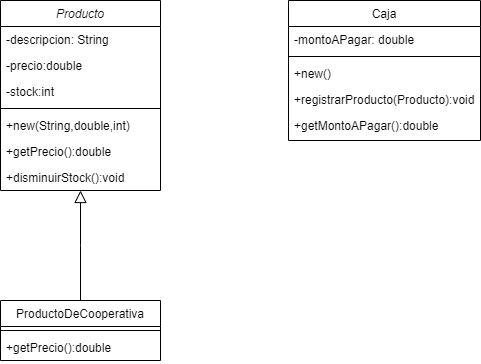 Producto
-descripcion: String
-precio:double
-stock:int
+new(String,double,int)
+getPrecio():double
+disminuirStock():void
Caja
-montoAPagar: double
+new()
+registrarProducto(Producto):void
+getMontoAPagar():double
ProductoDeCooperativa
+getPrecio():double